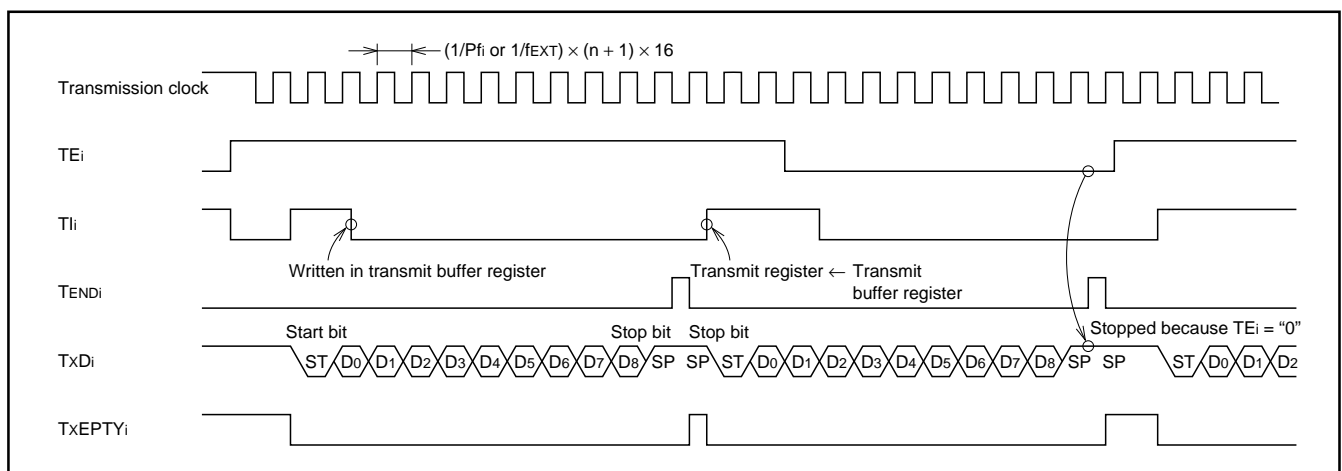 (1/Pfi or 1/fEXT) × (n + 1) × 16
Transmission clock
TEi
TIi
Written in transmit buffer register
Transmit register ← Transmit
buffer register
TENDi
Start bit
Stop bit
Stop bit
Stopped because TEi = “0”
TxDi
ST D0 D1 D2 D3 D4 D5 D6 D7 D8 SP SP ST D0 D1 D2 D3 D4 D5 D6 D7 D8 SP SP ST D0 D1 D2
TxEPTYi